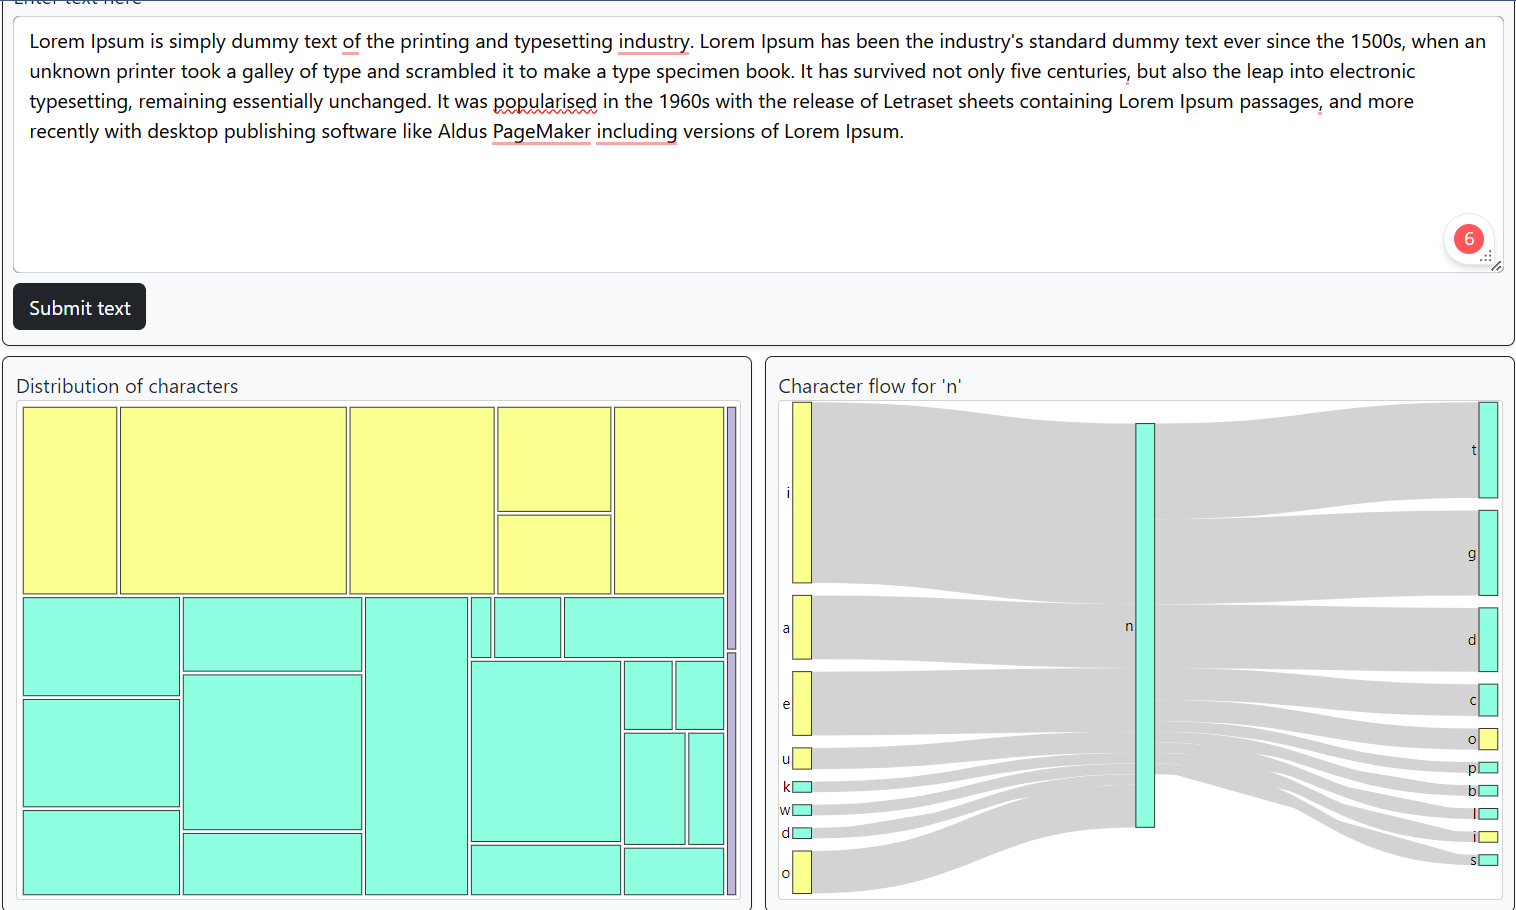 Enter text here
Lorem Ipsum is simply dummy text of the printing and typesetting industry. Lorem Ipsum has been the industry's standard dummy text ever since the 1500s, when an
unknown printer took a galley of type and scrambled it to make a type specimen book. It has survived not only five centuries, but also the leap into electronic
typesetting, remaining essentially unchanged. It was popularised in the 1960s with the release of Letraset sheets containing Lorem Ipsum passages, and more
recently with desktop publishing software like Aldus PageMaker including versions of Lorem Ipsum.
6
Submit text
Distribution of characters
Character flow for 'n'
i
a
e
u
k
w
d
o
n
t
g
d
c
o
p
b
l
i
s